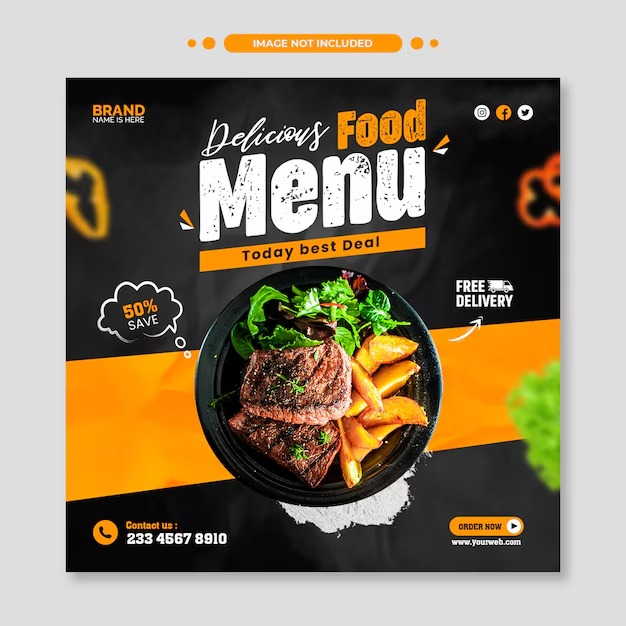 IMAGE NOT INCLUDED
BRAND
NAME IS HERE
Delicious Food
Menu
Today best Deal
50%
SAVE
FREE
DELIVERY
Contact us :
233 4567 8910
ORDER NOW
www.yourweb.com